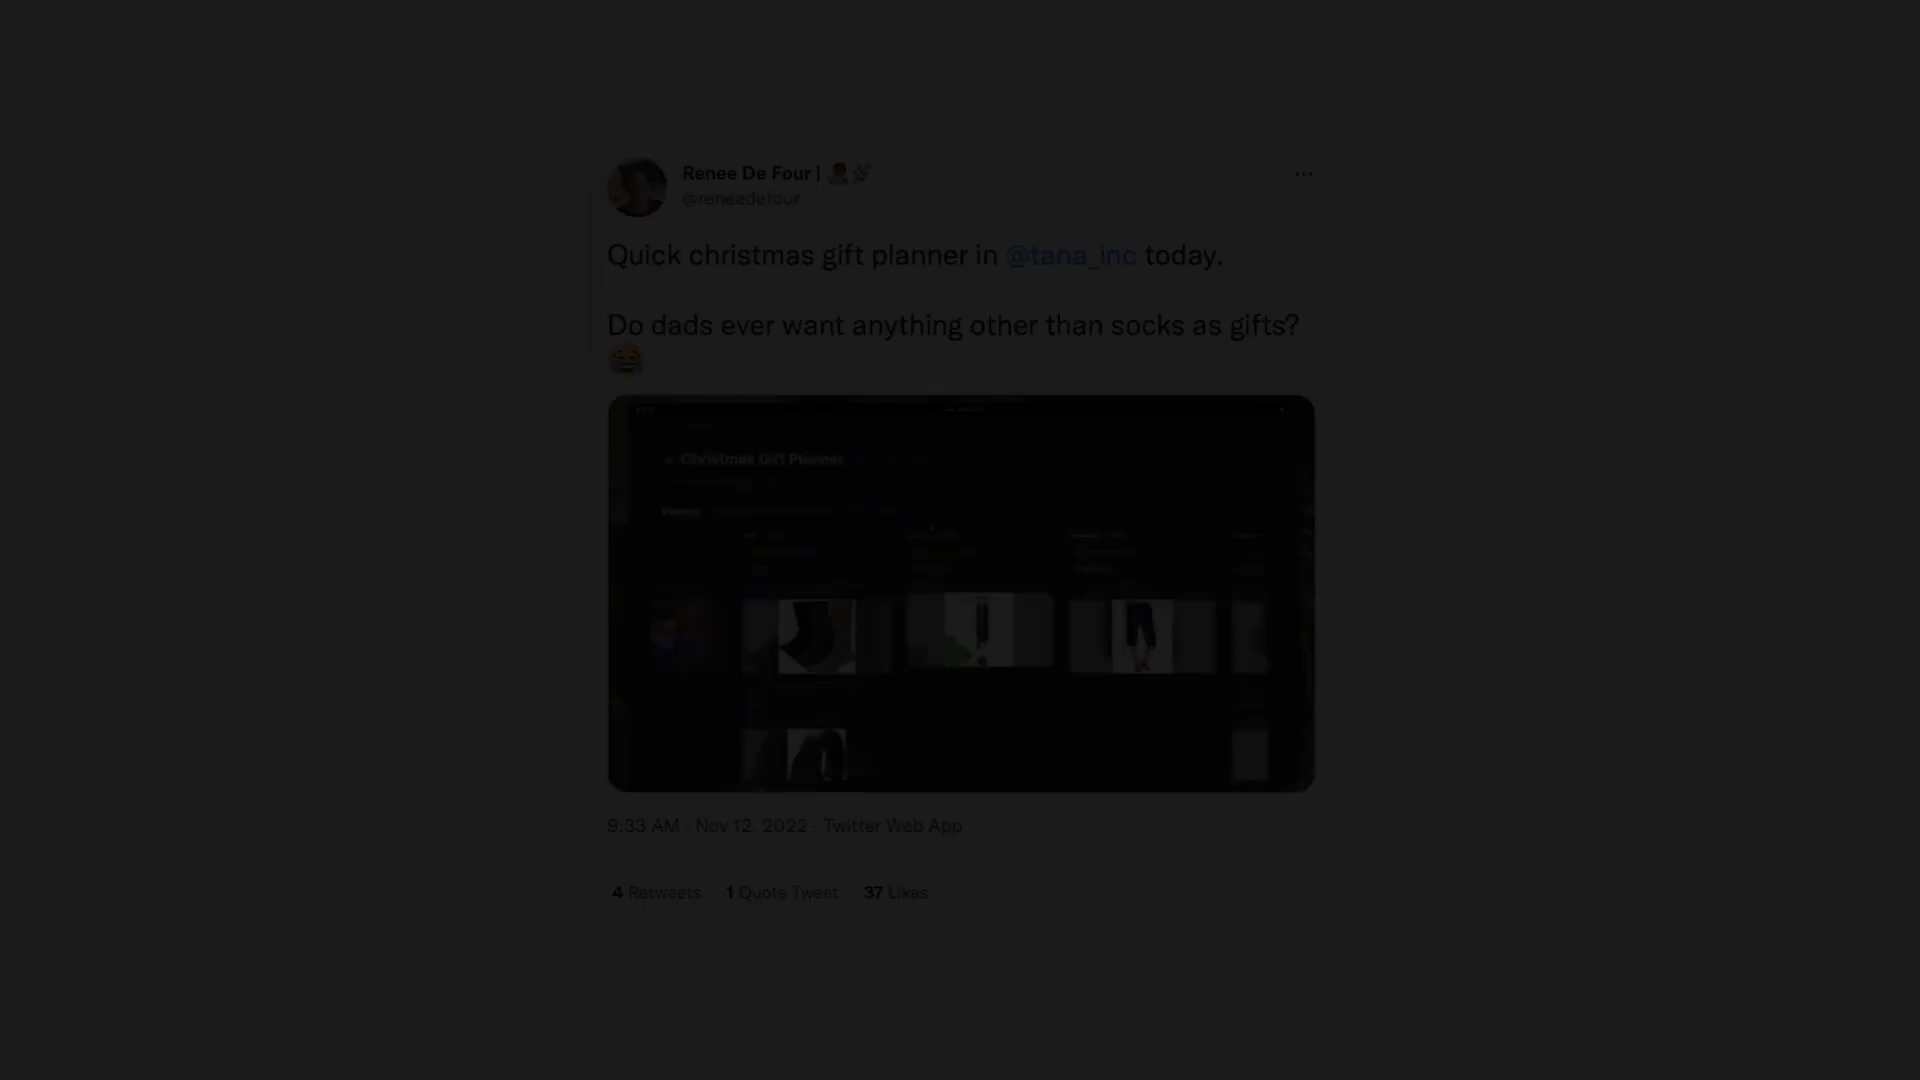 Renee De Four |
@reneedefour
Quick christmas gift planner in @tana_inc today.
Do dads ever want anything other than socks as gifts?
Christmas Gift Planner
9:33 AM · Nov 12, 2022 · Twitter Web App
4 Retweets 1 Quote Tweet 37 Likes